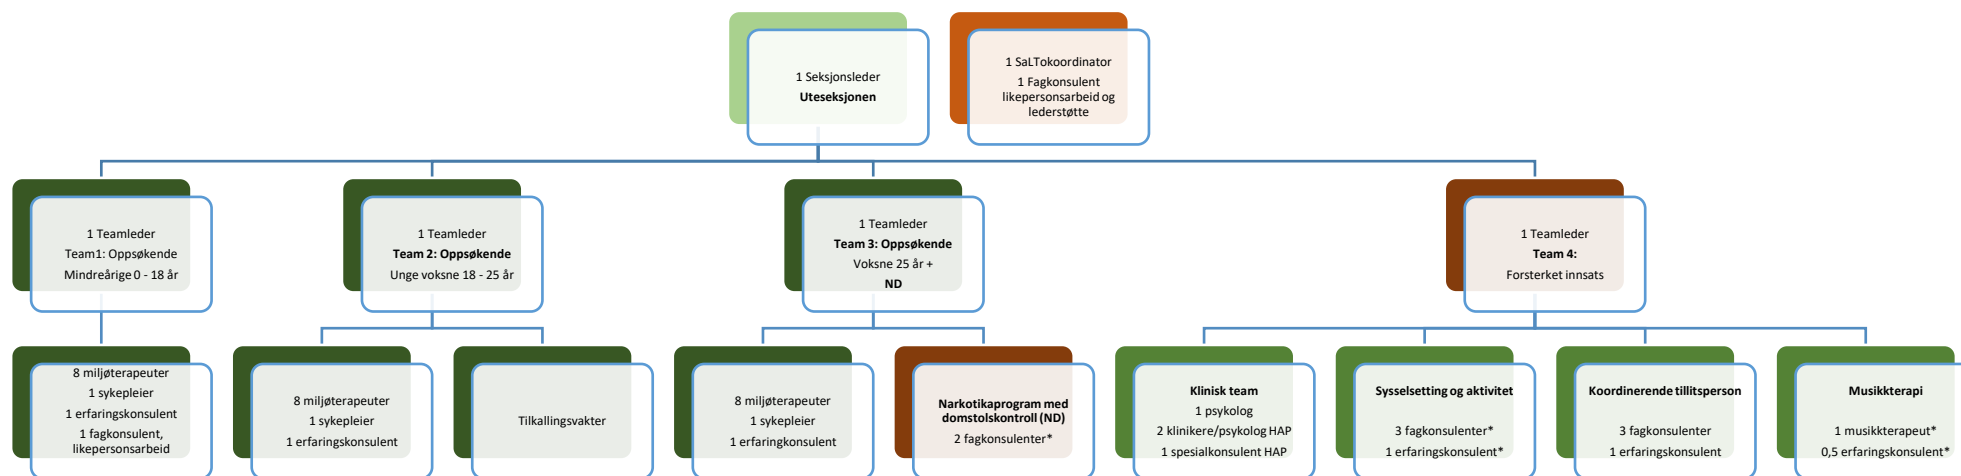 1 Seksjonsleder
Uteseksjonen
1 SaLTokoordinator
1 Fagkonsulent
likepersonsarbeid og
lederstøtte
1 Teamleder
Team1: Oppsøkende
Mindreårige 0 - 18 år
1 Teamleder
Team 2: Oppsøkende
Unge voksne 18 - 25 år
1 Teamleder
Team 3: Oppsøkende
Voksne 25 år +
ND
1 Teamleder
Team 4:
Forsterket innsats
8 miljøterapeuter
1 sykepleier
1 erfaringskonsulent
1 fagkonsulent,
likepersonsarbeid
8 miljøterapeuter
1 sykepleier
1 erfaringkonsulent
Tilkallingsvakter
8 miljøterapeuter
1 sykepleier
1 erfaringkonsulent
Narkotikaprogram med
domstolskontroll (ND)
2 fagkonsulenter*
Klinisk team
1 psykolog
2 klinikere/psykolog HAP
1 spesialkonsulent HAP
Sysselsetting og aktivitet
3 fagkonsulenter*
1 erfaringskonsulent*
Koordinerende tillitsperson
3 fagkonsulenter
1 erfaringskonsulent
Musikkterapi
1 musikkterapeut*
0,5 erfaringskonsulent*